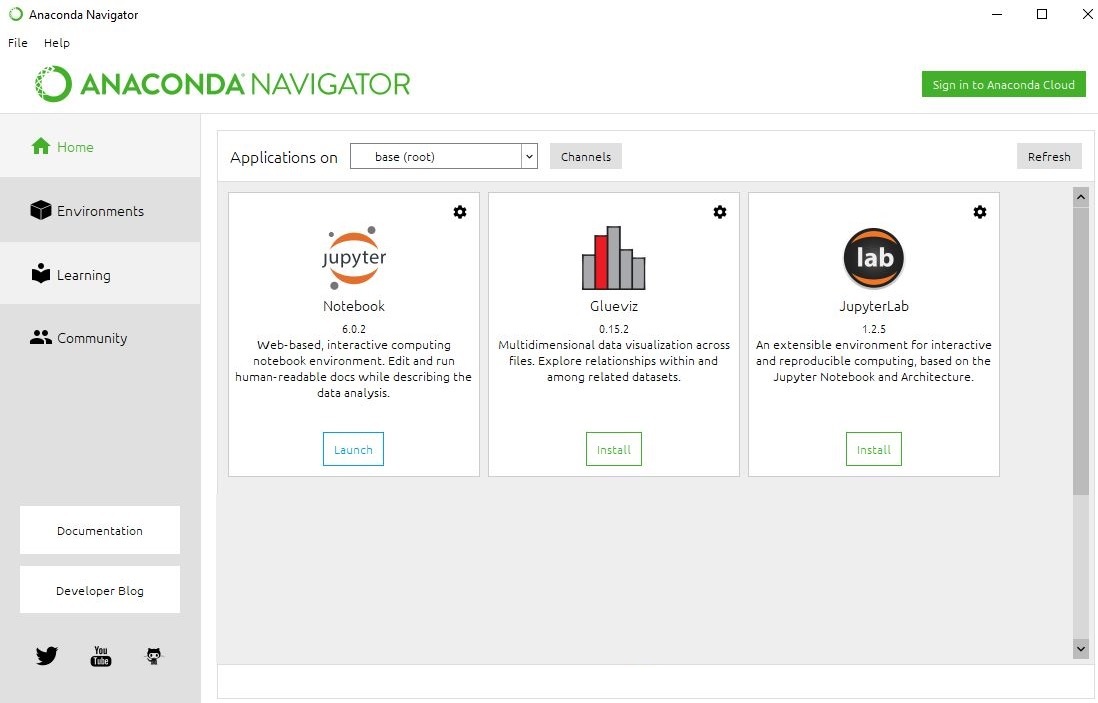 Anaconda Navigator
File Help
ANACONDA NAVIGATOR
Sign in to Anaconda Cloud
Home
Environments
Learning
Community
Documentation
Developer Blog
You
Tube
Applications on base (root) Channels Refresh
jupyter
Notebook
6.0.2
Web-based, interactive computing
notebook environment. Edit and run
human-readable docs while describing the
data analysis.
Launch
Glueviz
0.15.2
Multidimensional data visualization across
files. Explore relationships within and
among related datasets.
Install
lab
JupyterLab
1.2.5
An extensible environment for interactive
and reproducible computing, based on the
Jupyter Notebook and Architecture.
Install